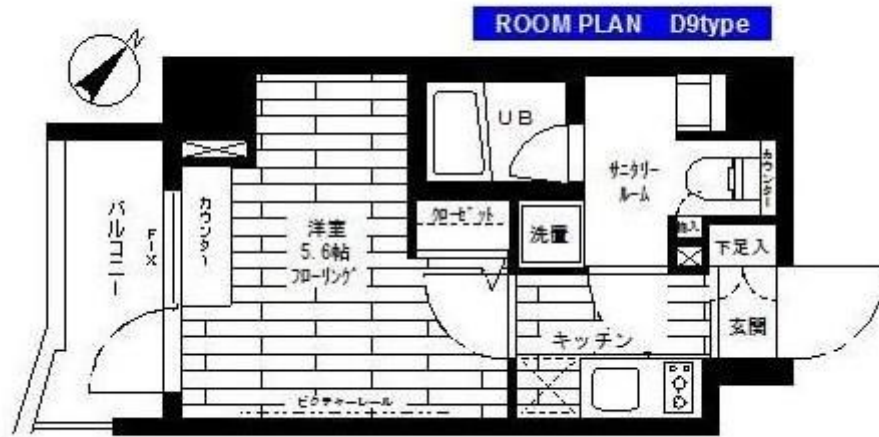 ROOM PLAN D9type
N
UB
サニタリー
ルーム
カウンター
バルコニー
FIX
カウンター
洋室
5.6帖
フローリング
クローゼット
洗置
物入
下足入
玄関
キッチン
ピクチャーレール